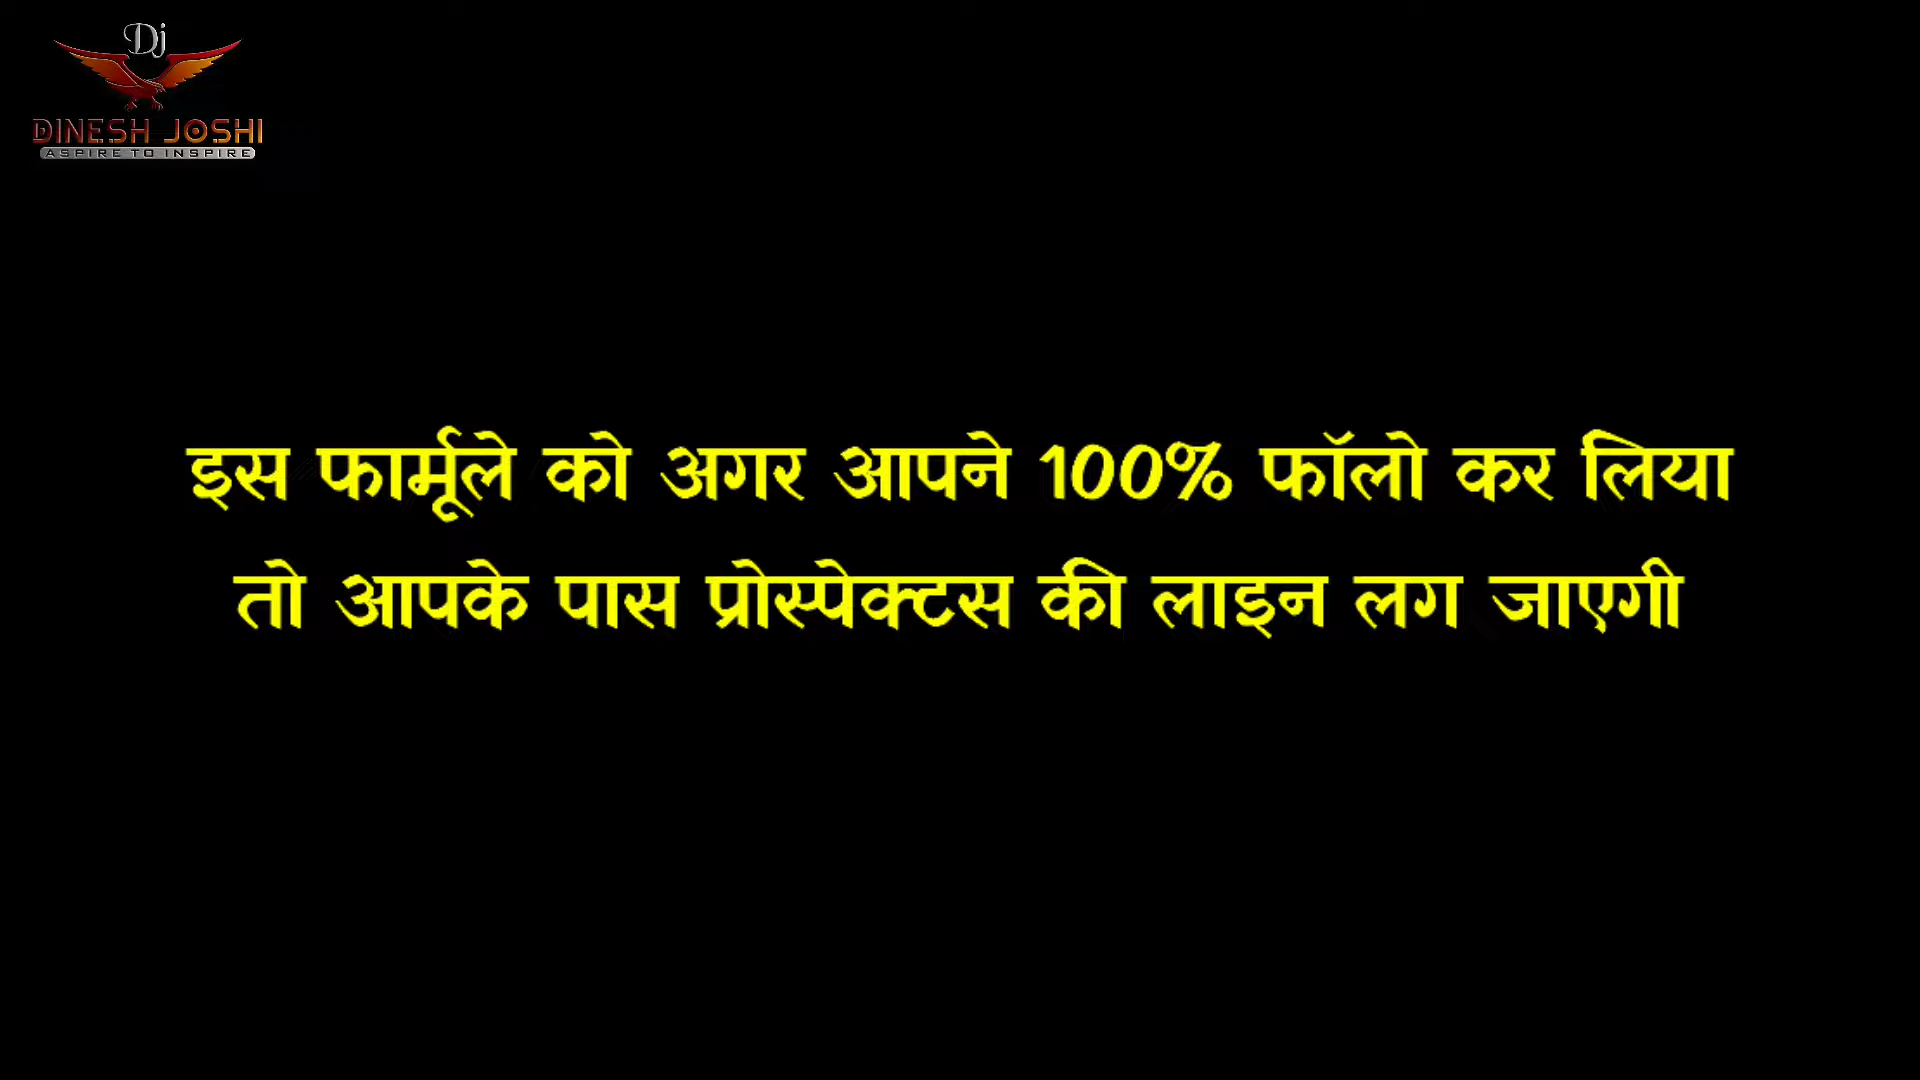 Dj
DINESH JOSHI
ASPIRE TO INSPIRE
इस फार्मूले को अगर आपने 100% फॉलो कर लिया
तो आपके पास प्रोस्पेक्टस की लाइन लग जाएगी